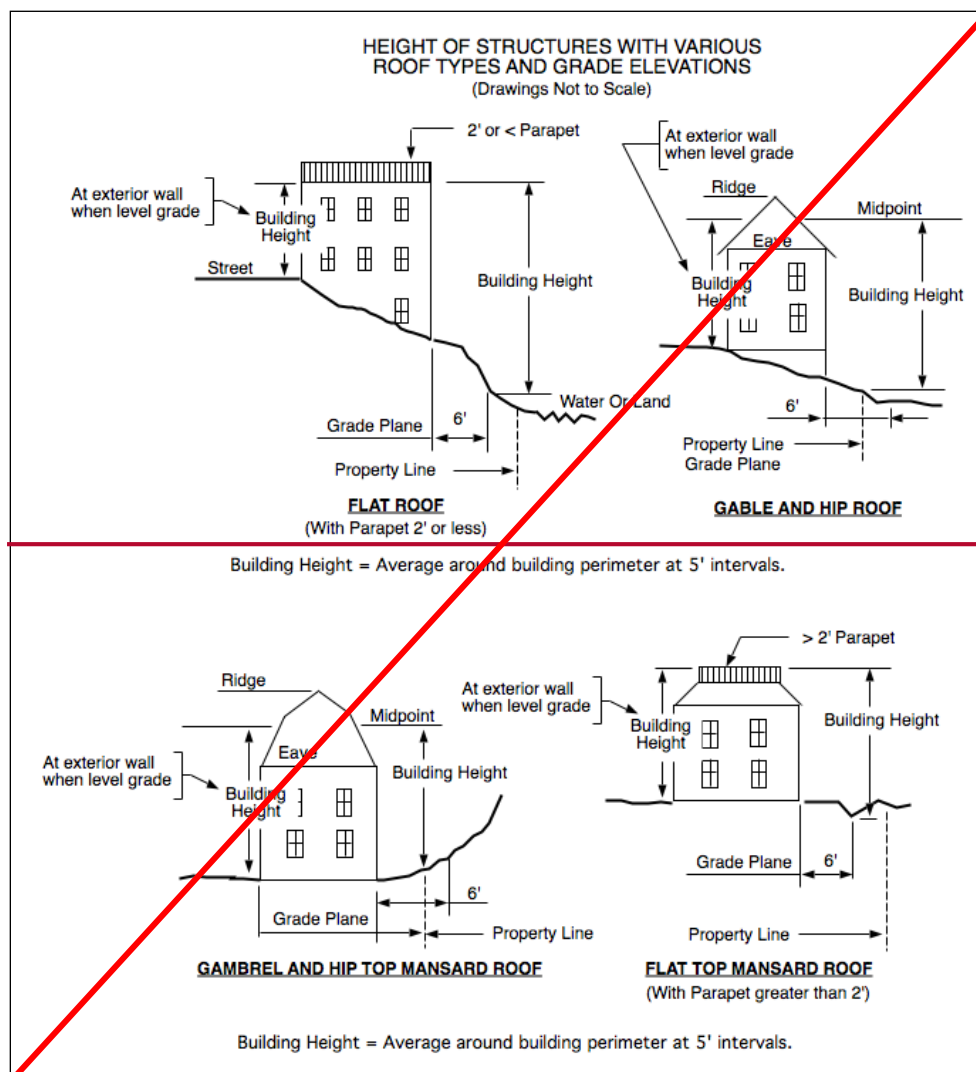 HEIGHT OF STRUCTURES WITH VARIOUS
ROOF TYPES AND GRADE ELEVATIONS
(Drawings Not to Scale)
2' or < Parapet
At exterior wall
when level grade
Building
Height
Street
Building Height
Water Or Land
Grade Plane
6'
Property Line
FLAT ROOF
(With Parapet 2' or less)
At exterior wall
when level grade
Ridge
Midpoint
Eave
Building
Height
Building Height
6'
Property Line
Grade Plane
GABLE AND HIP ROOF
Building Height = Average around building perimeter at 5' intervals.
Ridge
Midpoint
Eave
At exterior wall
when level grade
Building
Height
Building Height
6'
Grade Plane
Property Line
GAMBREL AND HIP TOP MANSARD ROOF
> 2' Parapet
At exterior wall
when level grade
Building
Height
Building Height
Grade Plane
6'
Property Line
FLAT TOP MANSARD ROOF
(With Parapet greater than 2')
Building Height = Average around building perimeter at 5' intervals.